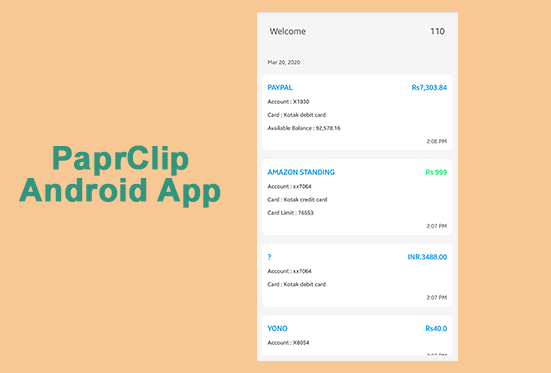 PaprClip
Android App
Welcome 110
Mar 20, 2020
PAYPAL Rs7,303.84
Account : X1930
Card : Kotak debit card
Available Balance : 92,578.16
2:08 PM
AMAZON STANDING Rs 999
Account : xx7064
Card : Kotak credit card
Card Limit : 76553
2:07 PM
? INR.3488.00
Account : xx7064
Card : Kotak debit card
2:07 PM
YONO Rs40.0
Account : X8054